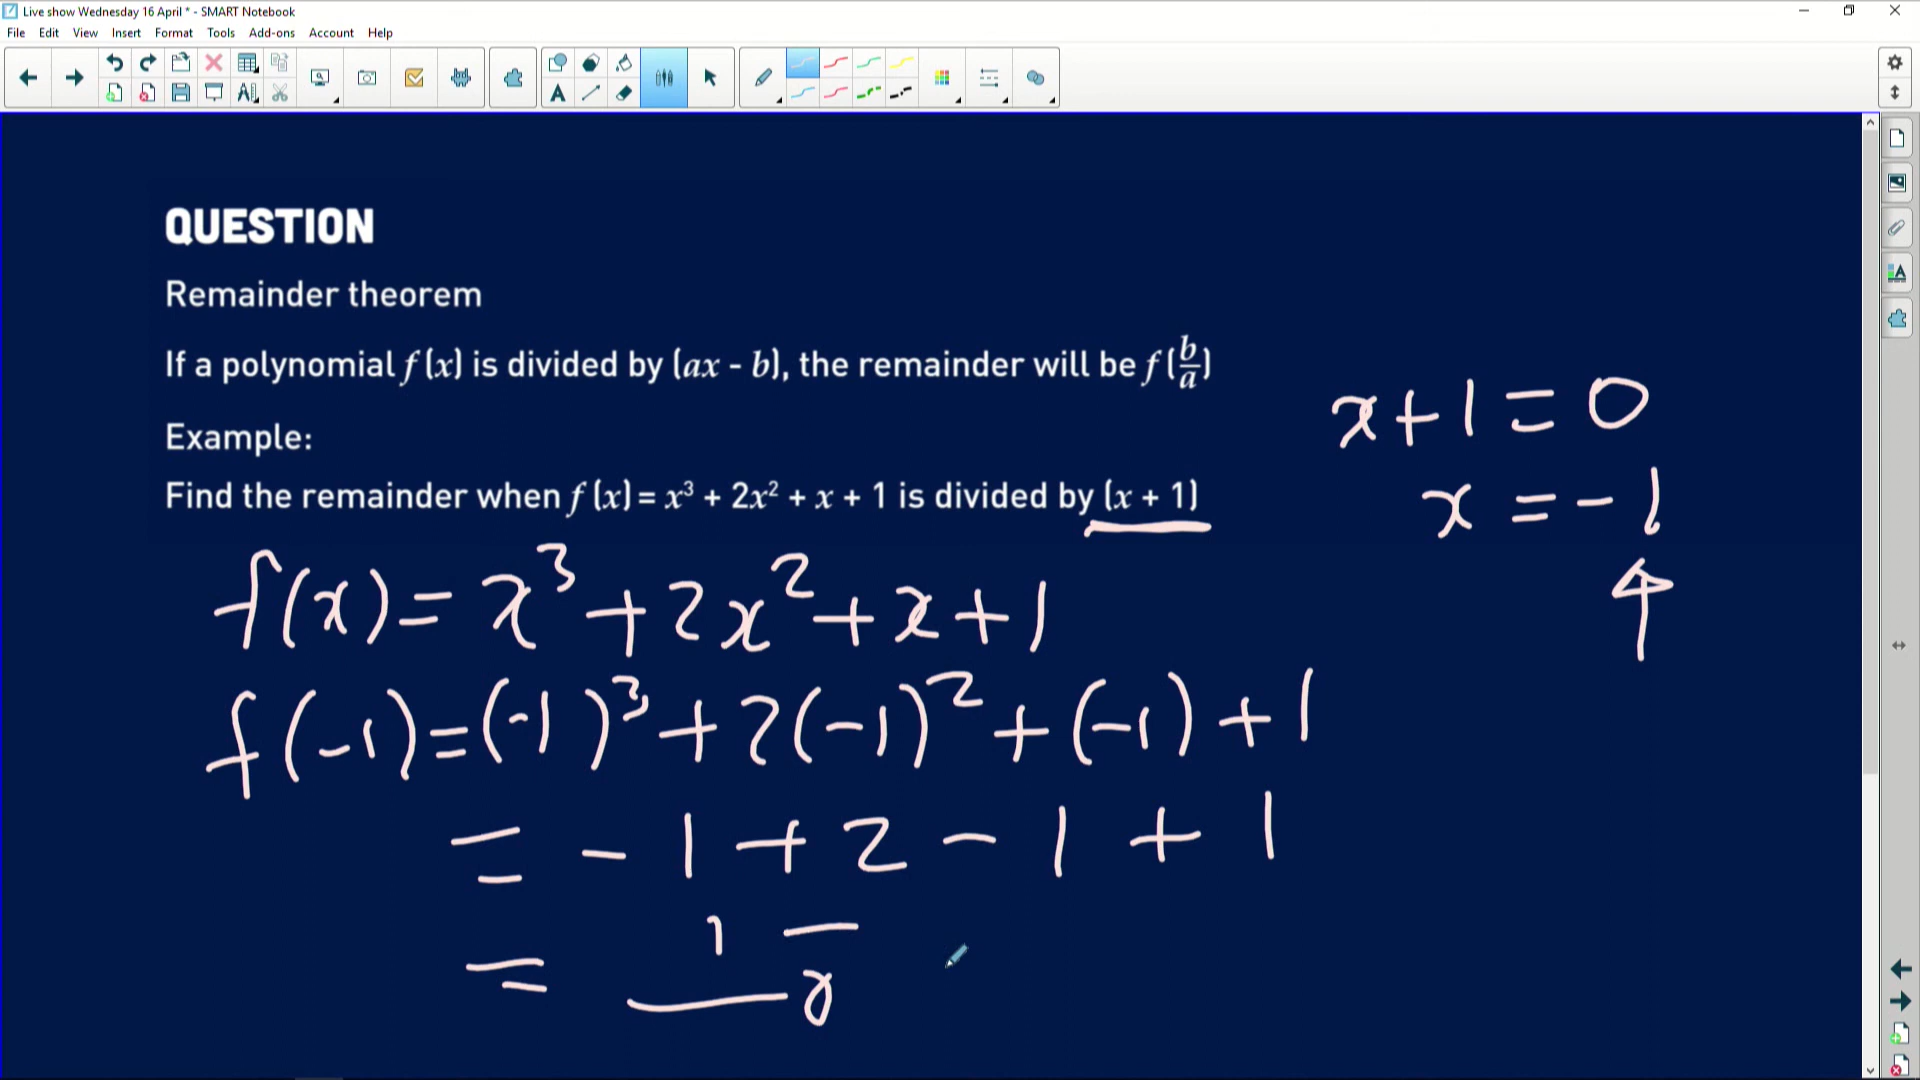 Live show Wednesday 16 April * - SMART Notebook
File Edit View Insert Format Tools Add-ons Account Help
QUESTION
Remainder theorem
If a polynomial f (x) is divided by (ax - b), the remainder will be f (b/a)
Example:
Find the remainder when f (x) = x³ + 2x² + x + 1 is divided by (x + 1)
x+1=0
x=-1
f(x)=x³+2x²+x+1
f(-1)=(-1)³+2(-1)²+(-1)+1
=-1+2-1+1
= 1